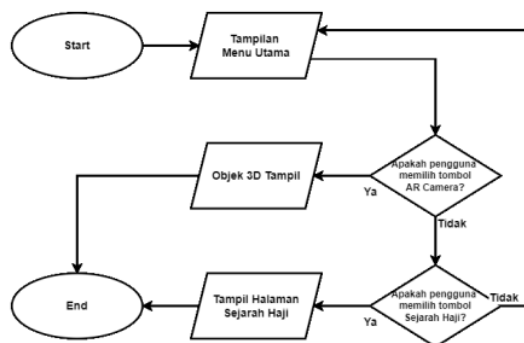 Start
Tampilan
Menu Utama
Objek 3D Tampil
Apakah pengguna
memilih tombol
AR Camera?
Ya
Tidak
End
Tampil Halaman
Sejarah Haji
Apakah pengguna
memilih tombol
Sejarah Haji?
Ya
Tidak